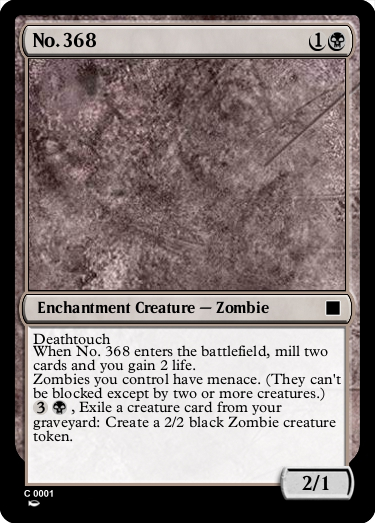 No. 368
1
Enchantment Creature — Zombie
Deathtouch
When No. 368 enters the battlefield, mill two
cards and you gain 2 life.
Zombies you control have menace. (They can't
be blocked except by two or more creatures.)
3 , Exile a creature card from your
graveyard: Create a 2/2 black Zombie creature
token.
2/1
C 0001